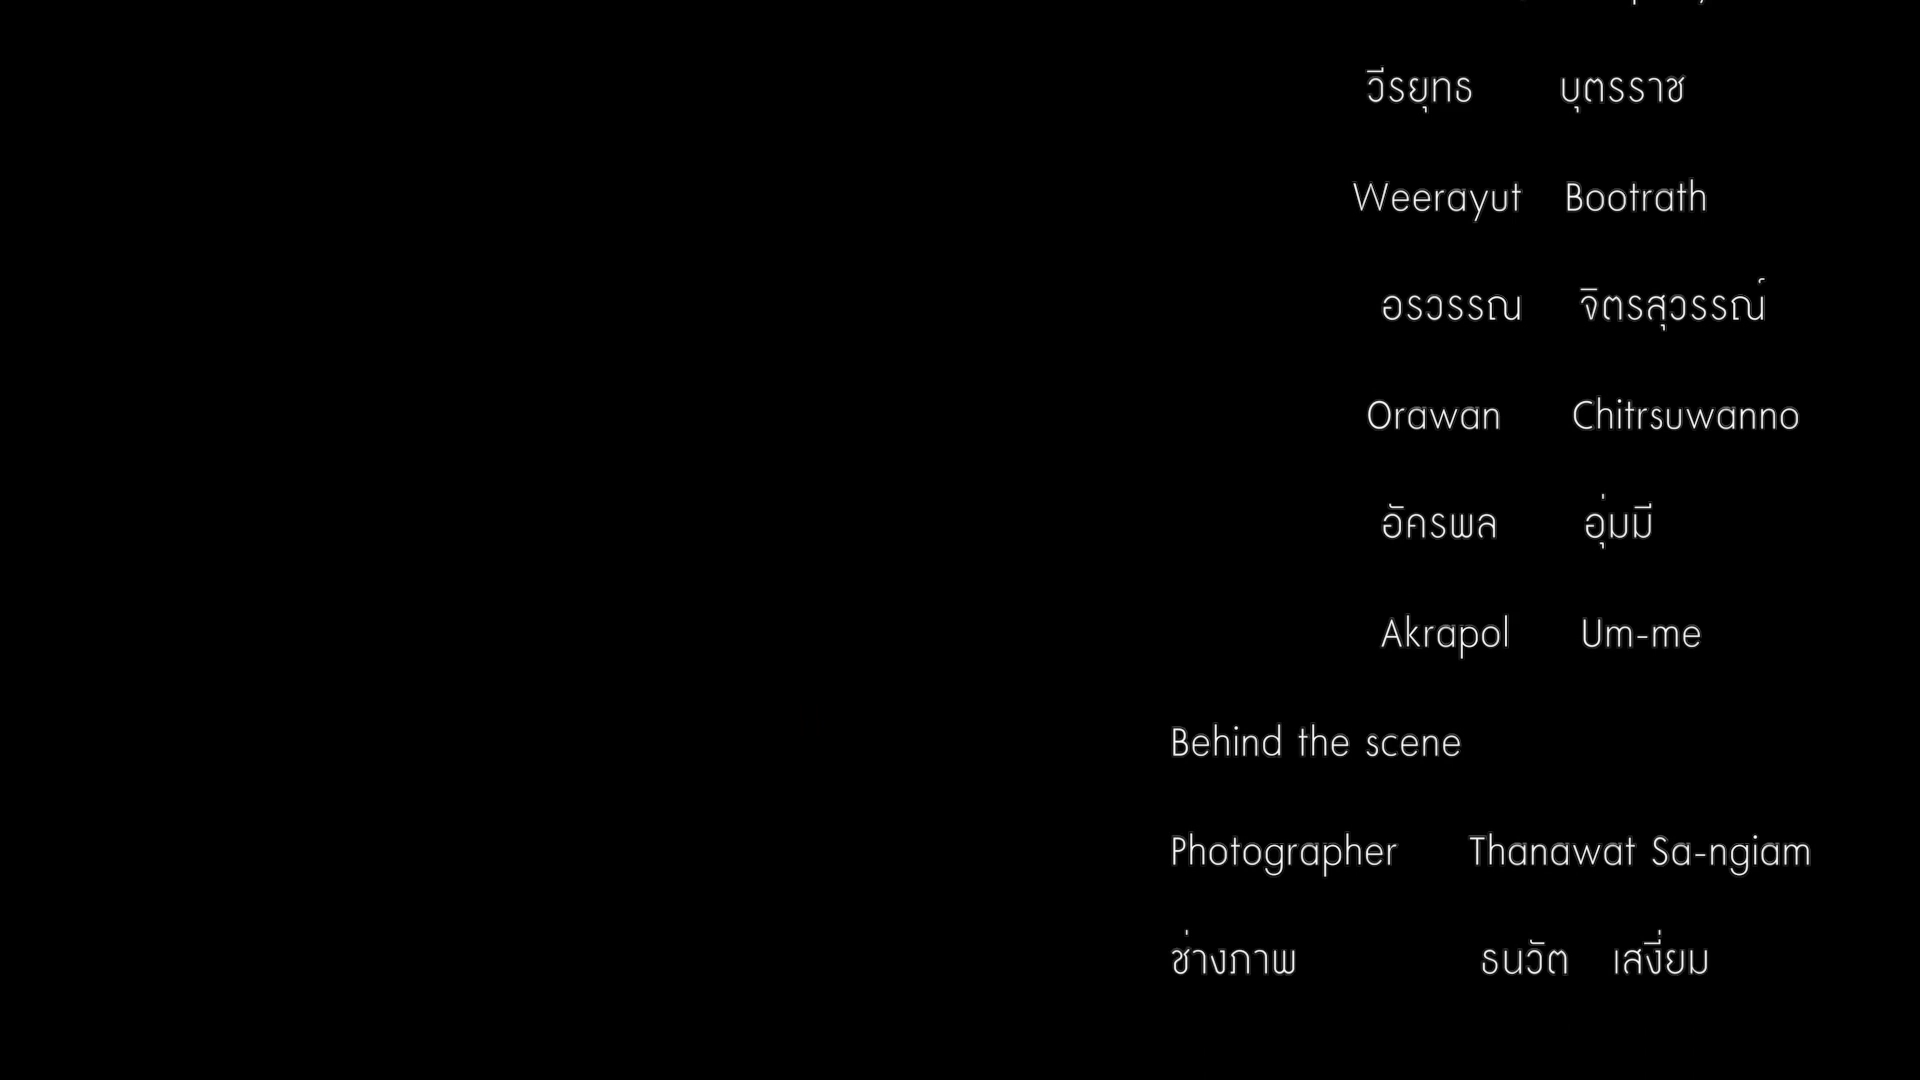 วีรยุทธ บุตรราช
Weerayut Bootrath
อรวรรณ จิตรสุวรรณ์
Orawan Chitrsuwanno
อัครพล อุ่มมี
Akrapol Um-me
Behind the scene
Photographer Thanawat Sa-ngiam
ช่างภาพ ธนวัต เสงี่ยม